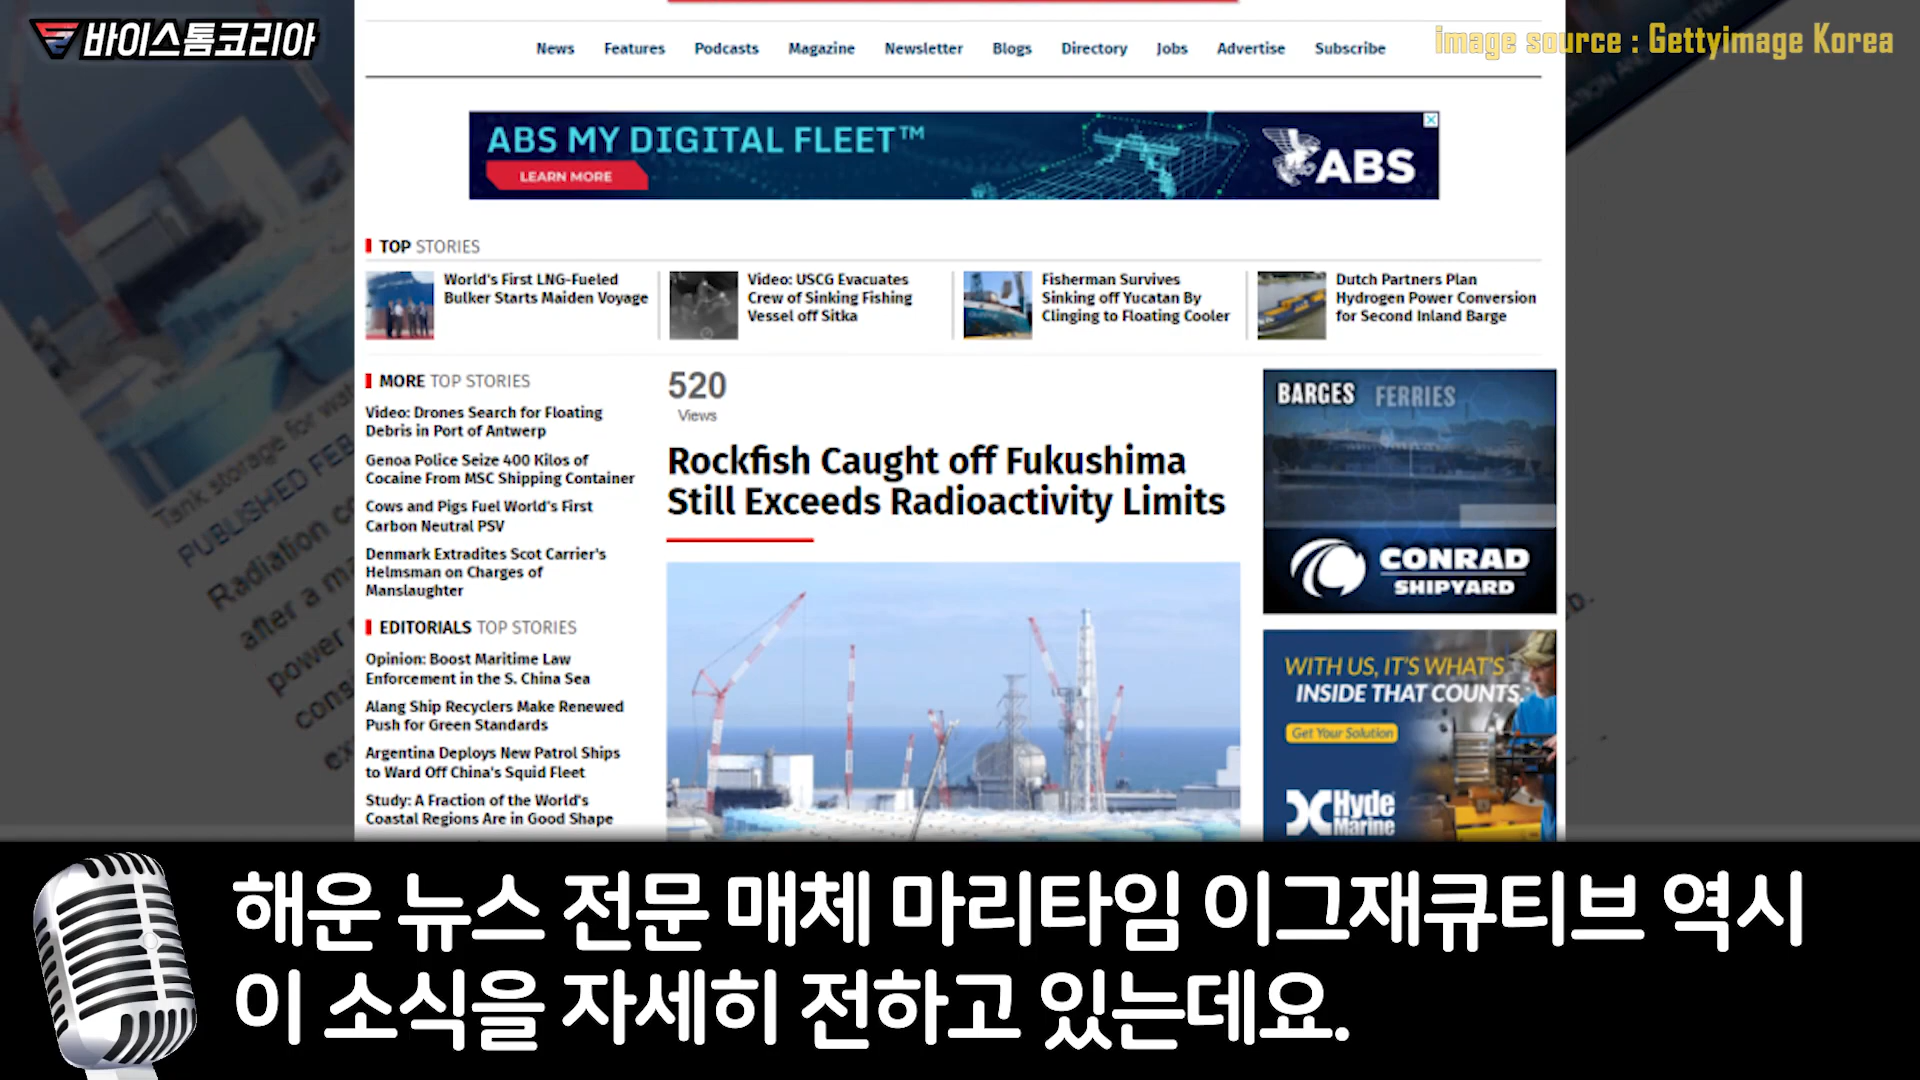 바이스톰코리아
image source : Gettyimage Korea
News Features Podcasts Magazine Newsletter Blogs Directory Jobs Advertise Subscribe
ABS MY DIGITAL FLEET™
LEARN MORE
ABS
TOP STORIES
World's First LNG-Fueled
Bulker Starts Maiden Voyage
Video: USCG Evacuates
Crew of Sinking Fishing
Vessel off Sitka
Fisherman Survives
Sinking off Yucatan By
Clinging to Floating Cooler
Dutch Partners Plan
Hydrogen Power Conversion
for Second Inland Barge
MORE TOP STORIES
Video: Drones Search for Floating
Debris in Port of Antwerp
Genoa Police Seize 400 Kilos of
Cocaine From MSC Shipping Container
Cows and Pigs Fuel World's First
Carbon Neutral PSV
Denmark Extradites Scot Carrier's
Helmsman on Charges of
Manslaughter
EDITORIALS TOP STORIES
Opinion: Boost Maritime Law
Enforcement in the S. China Sea
Alang Ship Recyclers Make Renewed
Push for Green Standards
Argentina Deploys New Patrol Ships
to Ward Off China's Squid Fleet
Study: A Fraction of the World's
Coastal Regions Are in Good Shape
520
Views
Rockfish Caught off Fukushima
Still Exceeds Radioactivity Limits
BARGES FERRIES
CONRAD
SHIPYARD
WITH US, IT'S WHAT'S
INSIDE THAT COUNTS.
Get Your Solution
Hyde
Marine
Tank storage for
PUBLISHED FEB
Radiation
after a
power
해운 뉴스 전문 매체 마리타임 이그재큐티브 역시
이 소식을 자세히 전하고 있는데요.